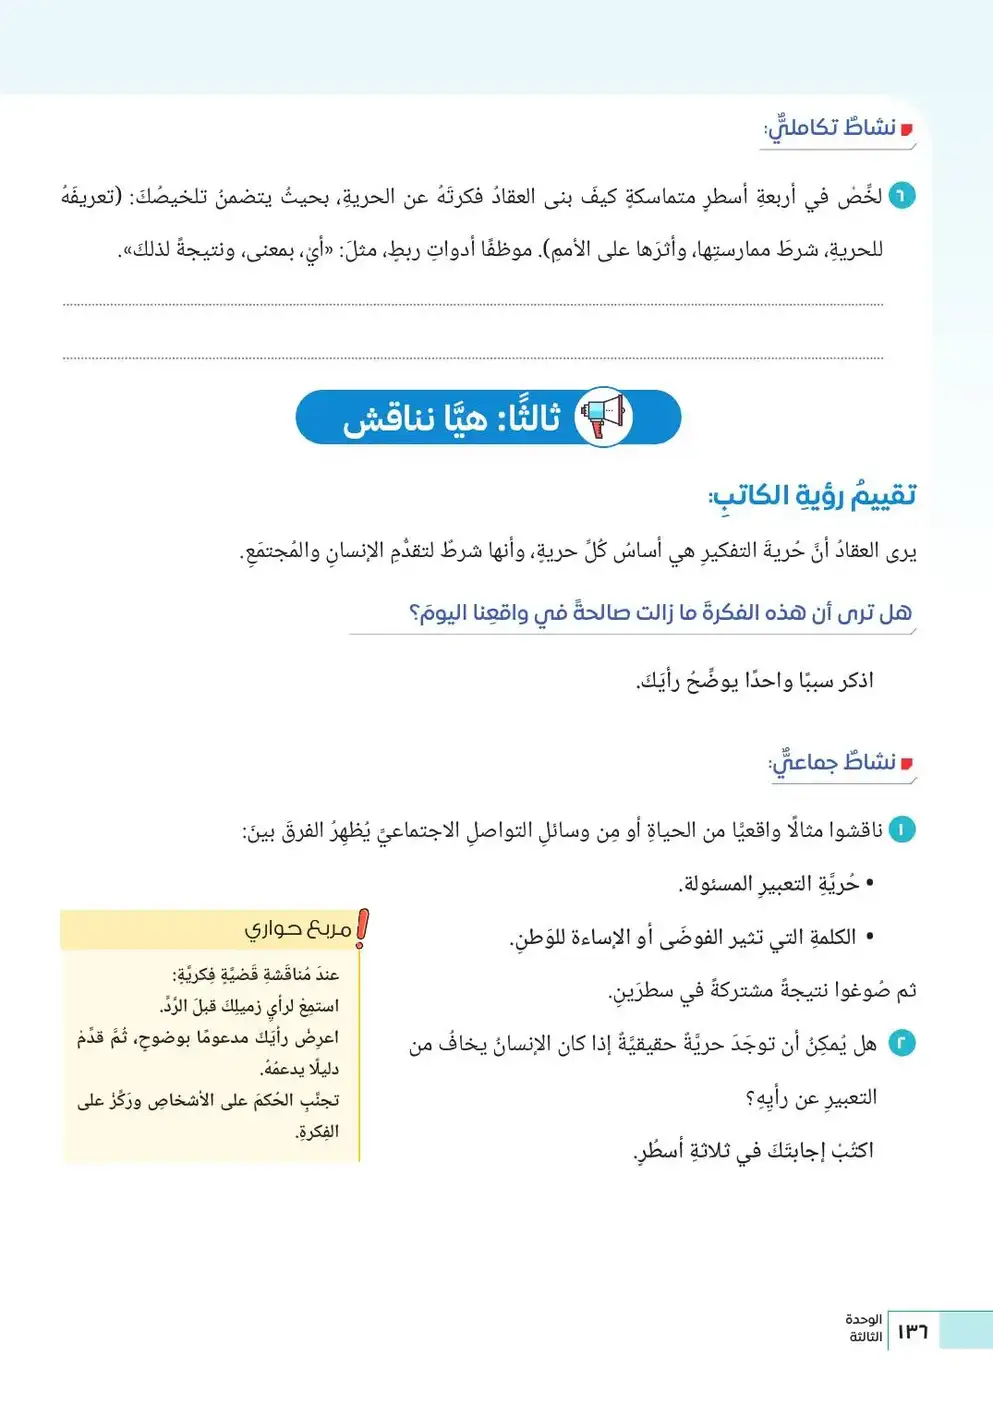 نشاطٌ تكامليٌّ:
٦ لخِّصْ في أربعةِ أسطرٍ متماسكةٍ كيفَ بنى العقادُ فكرتَهُ عن الحريةِ، بحيثُ يتضمنُ تلخيصُكَ: (تعريفَهُ
للحريةِ، شرطَ ممارستِها، وأثرَها على الأممِ). موظفًا أدواتِ ربطٍ، مثلَ: «أيْ، بمعنى، ونتيجةً لذلكَ».
ثالثًا: هيَّا نناقش
تقييمُ رؤيةِ الكاتبِ:
يرى العقادُ أنَّ حُريةَ التفكيرِ هي أساسُ كُلِّ حريةٍ، وأنها شرطٌ لتقدُّمِ الإنسانِ والمُجتمَعِ.
هل ترى أن هذه الفكرةَ ما زالت صالحةً في واقعِنا اليومَ؟
اذكر سببًا واحدًا يوضِّحُ رأيَكَ.
نشاطٌ جماعيٌّ:
١ ناقشوا مثالًا واقعيًّا من الحياةِ أو مِن وسائلِ التواصلِ الاجتماعيِّ يُظهِرُ الفرقَ بينَ:
• حُريَّةِ التعبيرِ المسئولة.
• الكلمةِ التي تثير الفوضَى أو الإساءة للوَطنِ.
ثم صُوغوا نتيجةً مشتركةً في سطرَينِ.
٢ هل يُمكِنُ أن توجَدَ حريَّةٌ حقيقيَّةٌ إذا كان الإنسانُ يخافُ من
التعبيرِ عن رأيِهِ؟
اكتُبْ إجابتَكَ في ثلاثةِ أسطُرٍ.
مربع حواري
عندَ مُناقَشةِ قَضيَّةٍ فِكريَّةٍ:
استمِعْ لرأيِ زميلِكَ قبلَ الرَّدِّ.
اعرِضْ رأيَكَ مدعومًا بوضوحٍ، ثُمَّ قدِّمْ
دليلًا يدعمُهُ.
تجنَّبِ الحُكمَ على الأشخاصِ ورَكِّزْ على
الفِكرةِ.
الوحدة
الثالثة
١٣٦